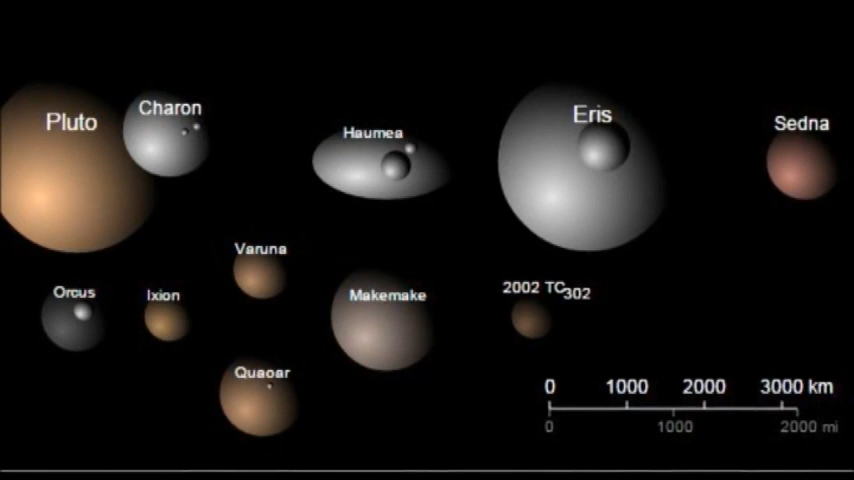 Pluto
Charon
Haumea
Eris
Sedna
Varuna
Orcus
Ixion
Makemake
2002 TC302
Quaoar
0 1000 2000 3000 km
0 1000 2000 mi